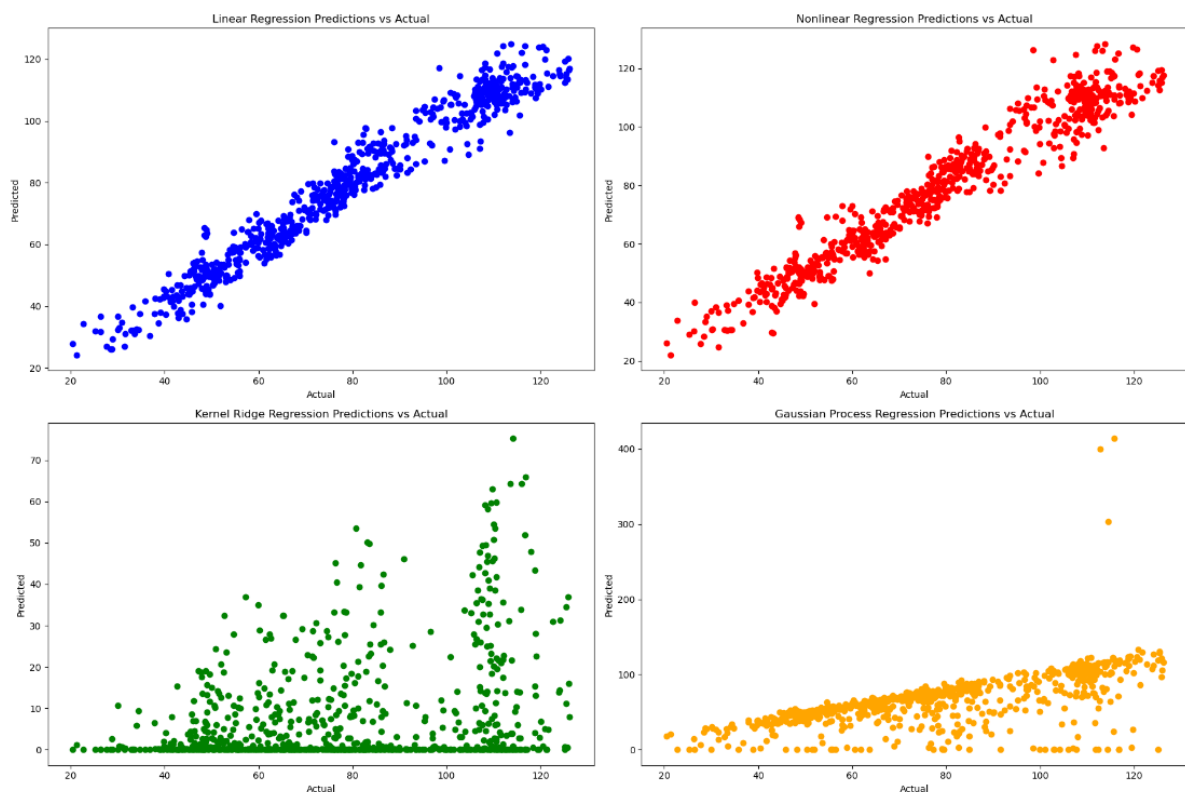 Linear Regression Predictions vs Actual
Predicted
120
100
80
60
40
20
20 40 60 80 100 120
Actual
Nonlinear Regression Predictions vs Actual
Predicted
120
100
80
60
40
20
20 40 60 80 100 120
Actual
Kernel Ridge Regression Predictions vs Actual
Predicted
70
60
50
40
30
20
10
0
20 40 60 80 100 120
Actual
Gaussian Process Regression Predictions vs Actual
Predicted
400
300
200
100
0
20 40 60 80 100 120
Actual